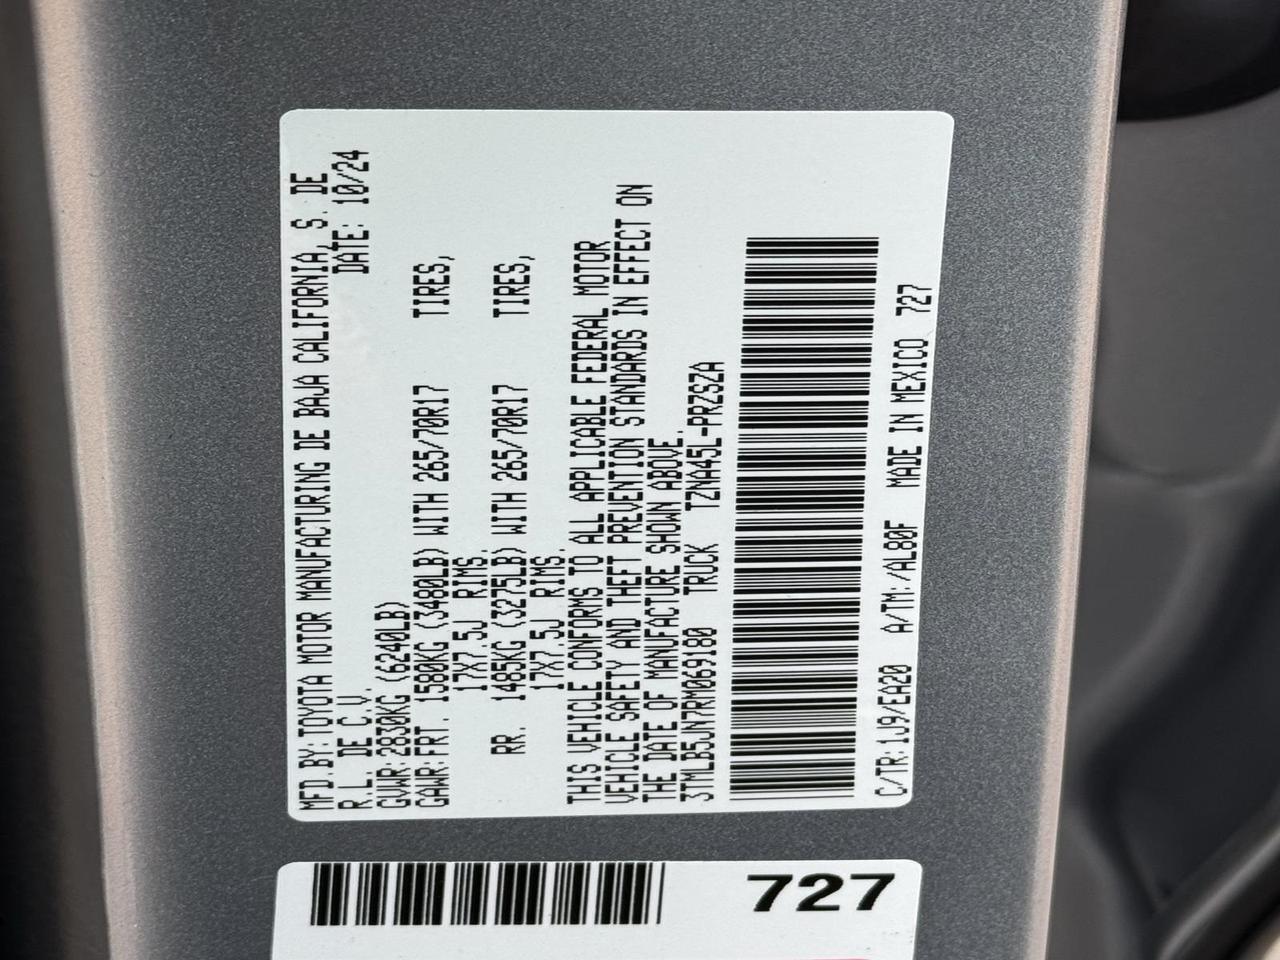 MFD.BY:TOYOTA MOTOR MANUFACTURING DE BAJA CALIFORNIA, S. DE
R.L. DE C.V. DATE: 10/24
GVWR:2830KG (6240LB)
GAWR:FRT. 1580KG (3480LB) WITH 265/70R17 TIRES,
17X7.5J RIMS.
RR. 1485KG (3275LB) WITH 265/70R17 TIRES,
17X7.5J RIMS.
THIS VEHICLE CONFORMS TO ALL APPLICABLE FEDERAL MOTOR
VEHICLE SAFETY AND THEFT PREVENTION STANDARDS IN EFFECT ON
THE DATE OF MANUFACTURE SHOWN ABOVE.
3TMLB5JN7RM069180 TRUCK TZNA45L-PRZSZA
C/TR:1J9/EA20 A/TM:/AL80F MADE IN MEXICO 727
727